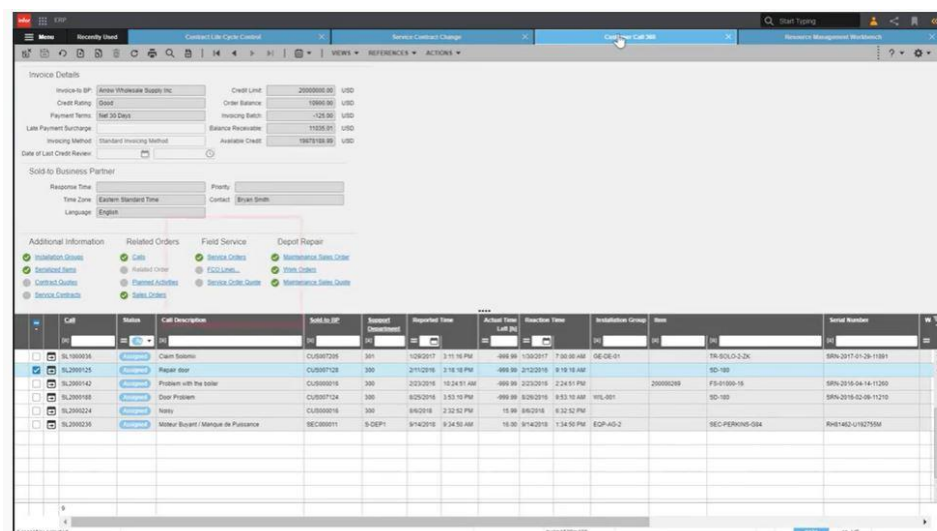 infor ERP Start Typing
Menu Recently Used Contract Life Cycle Control Service Contract Change Customer Call 360 Resource Management Workbench
VIEWS REFERENCES ACTIONS ?
Invoice Details
Invoice-to BP: Arrow Wholesale Supply Inc Credit Limit: 20000000.00 USD
Credit Rating: Good Order Balance: 10900.00 USD
Payment Terms: Net 30 Days Invoicing Batch: -125.00 USD
Late Payment Surcharge: Balance Receivable: 11035.01 USD
Invoicing Method: Standard Invoicing Method Available Credit: USD
Date of Last Credit Review:
Sold-to Business Partner
Response Time: Priority:
Time Zone: Eastern Standard Time Contact: Bryan Smith
Language: English
Additional Information Related Orders Field Service Depot Repair
Installation Groups Calls Service Orders Maintenance Sales Order
Serialized Items Related Order FCO Lines... Work Orders
Contract Quotes Planned Activities Service Order Quote Maintenance Sales Quote
Service Contracts Sales Orders
Call Status Call Description Sold-to BP Support Department Reported Time Actual Time Left [h] Reaction Time Installation Group Item Serial Number W
SL1000036 Assigned Claim Solomo CUS007205 301 1/29/2017 3:11:16 PM -999.99 1/30/2017 7:00:00 AM GE-DE-01 TR-SOLO-2-ZK SRN-2017-01-29-11891
SL2000125 Assigned Repair door CUS007128 300 2/11/2016 3:18:18 PM -999.99 2/12/2016 9:19:18 AM SD-180
SL2000142 Assigned Problem with the boiler CUS000016 300 2/23/2016 10:24:51 AM -999.99 2/23/2016 2:24:51 PM 200000269 FS-01000-16 SRN-2016-04-14-11260
SL2000188 Assigned Door Problem CUS007124 300 8/25/2016 3:53:10 PM -999.99 8/26/2016 9:53:10 AM WIL-001 SD-180 SRN-2016-02-09-11210
SL2000224 Assigned Noisy CUS000016 300 8/6/2018 2:32:52 PM 15.99 8/6/2018 6:32:52 PM
SL2000236 Assigned Moteur Bruyant / Manque de Puissance SEC000011 S-DEP1 9/14/2018 9:34:50 AM 16.00 9/14/2018 1:34:50 PM EQP-AG-2 SEC-PERKINS-G04 RH81462-U192755M